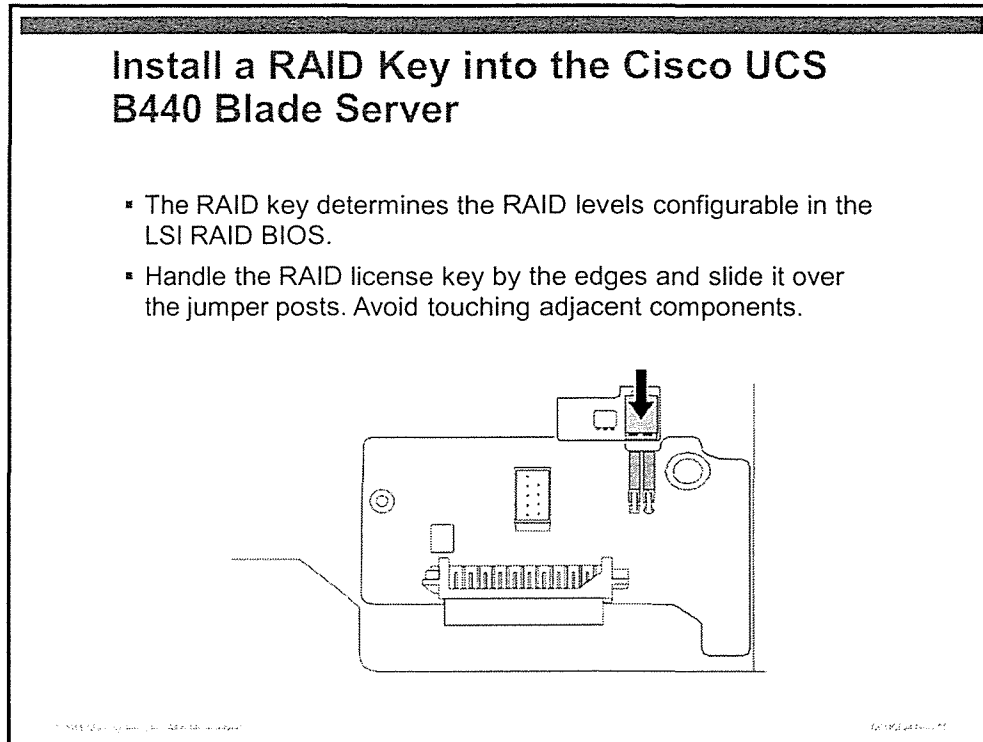 Install a RAID Key into the Cisco UCS
B440 Blade Server
▪ The RAID key determines the RAID levels configurable in the
LSI RAID BIOS.
▪ Handle the RAID license key by the edges and slide it over
the jumper posts. Avoid touching adjacent components.